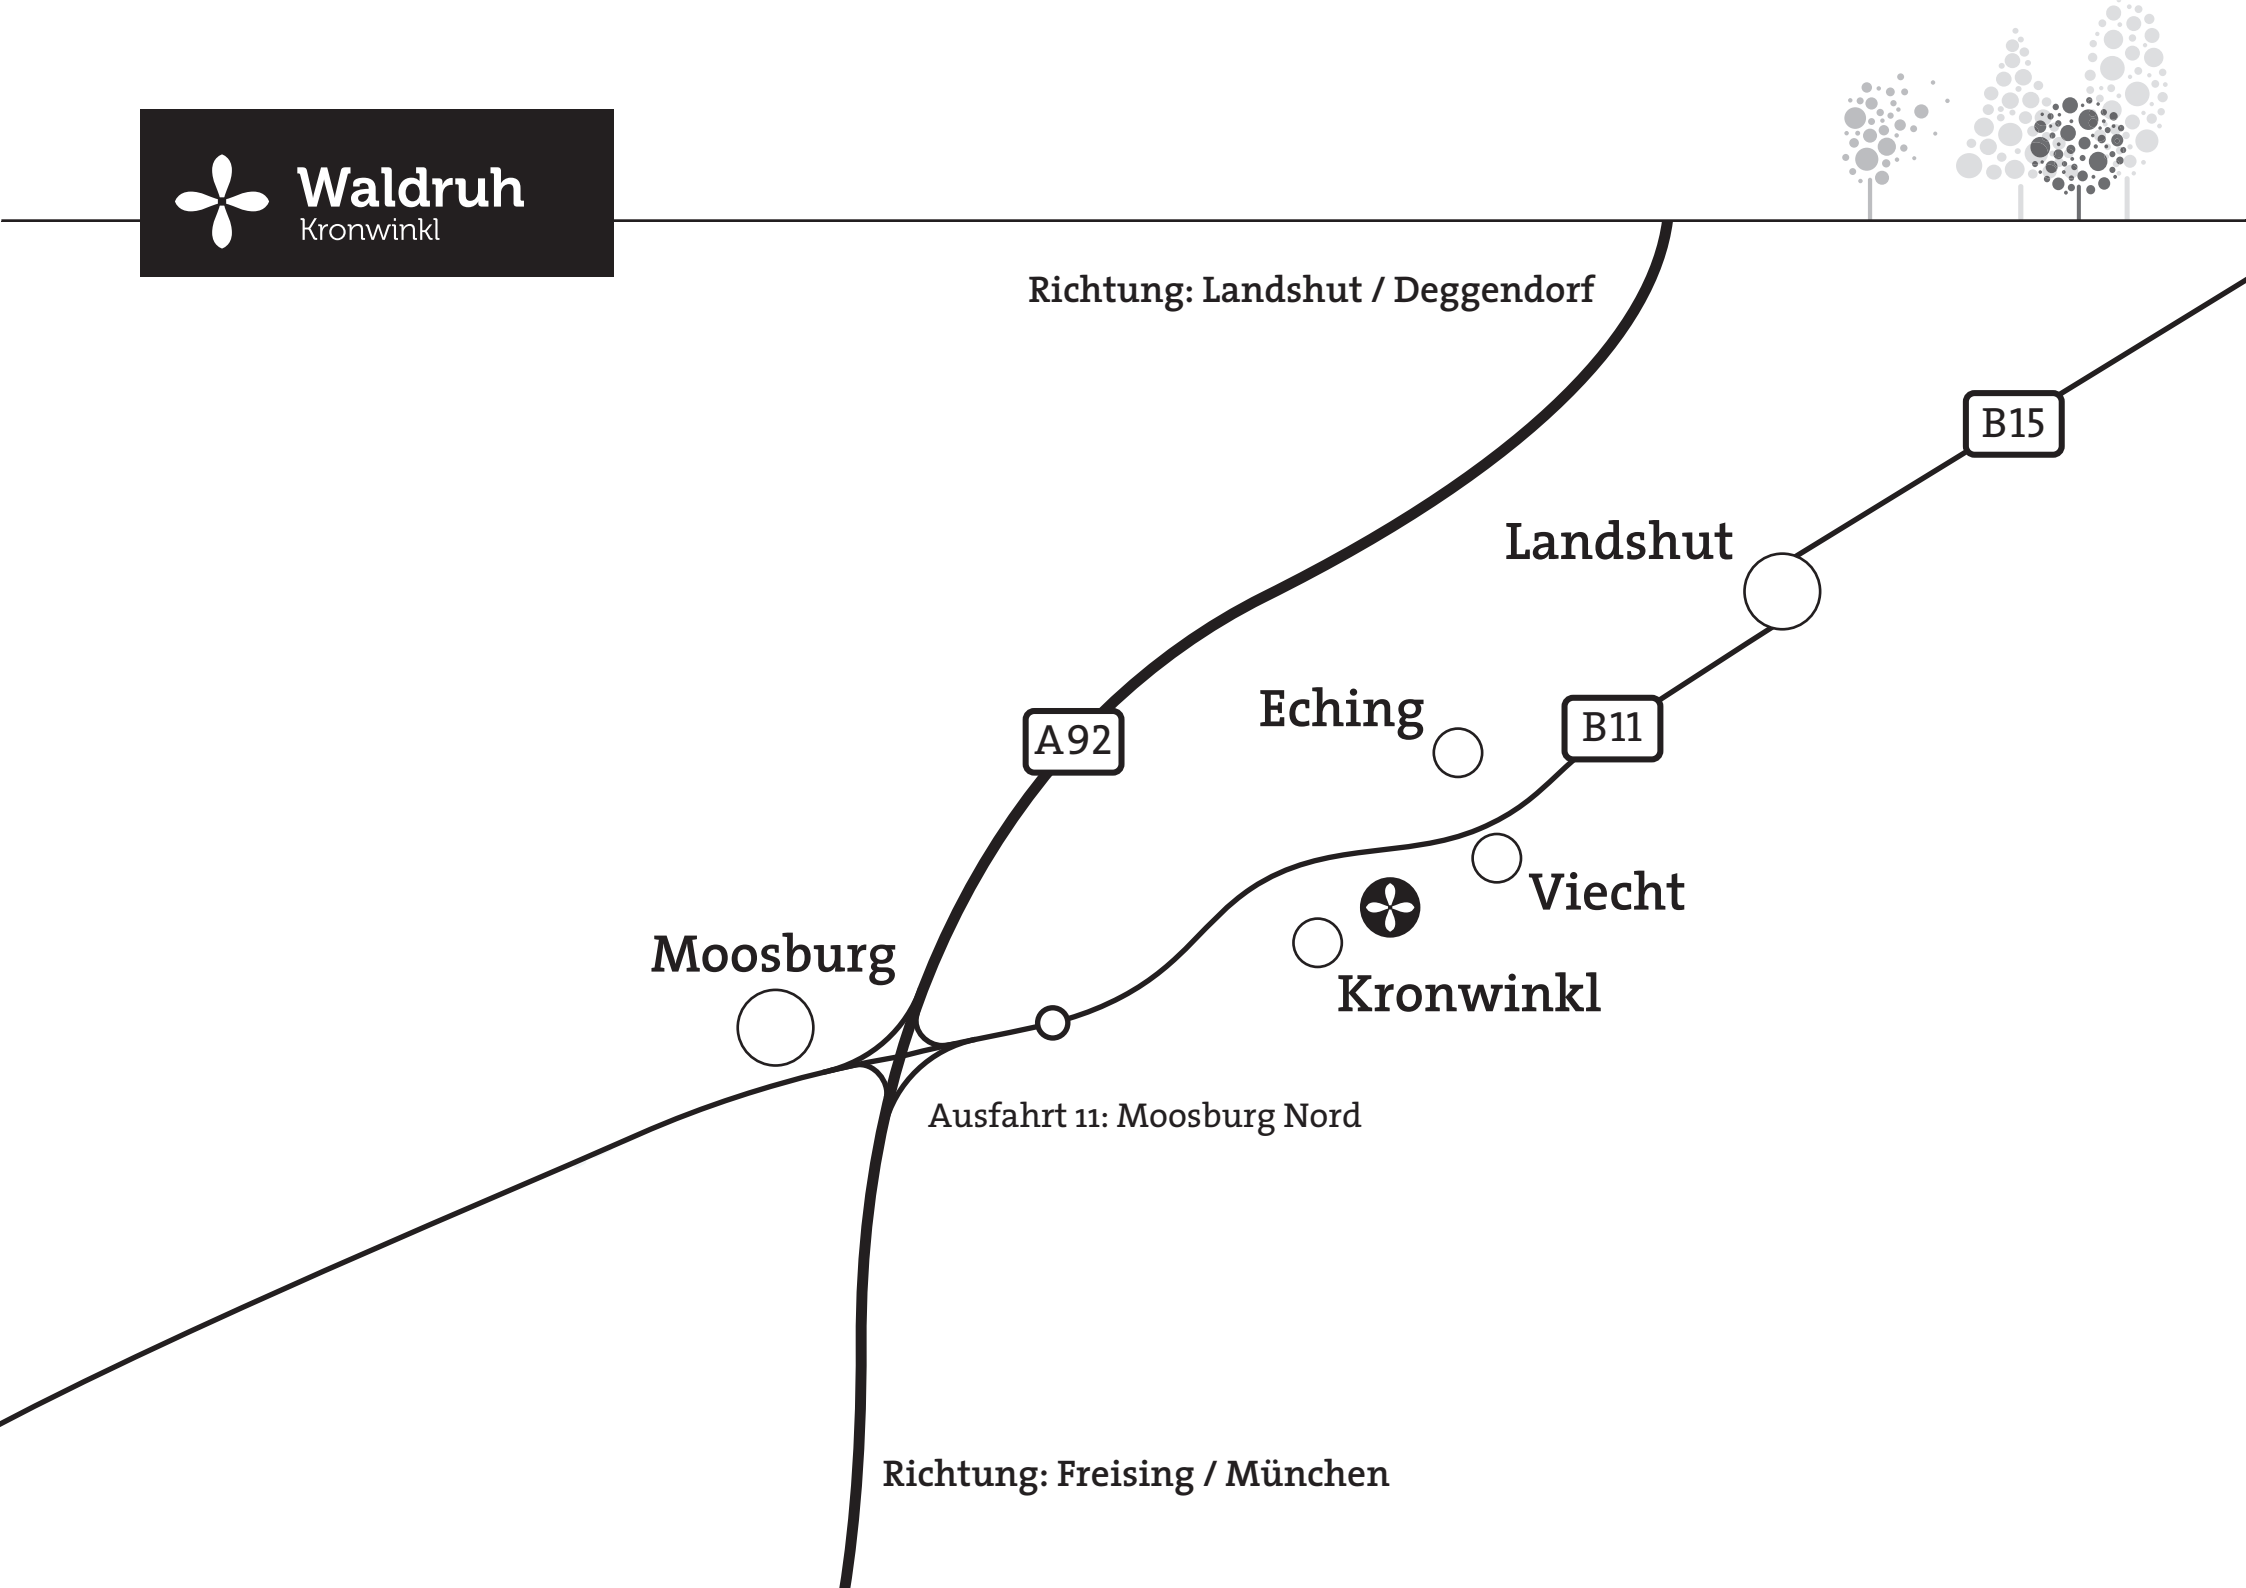 Waldruh
Kronwinkl
Richtung: Landshut / Deggendorf
B15
Landshut
Eching
B11
A92
Viecht
Moosburg
Kronwinkl
Ausfahrt 11: Moosburg Nord
Richtung: Freising / München